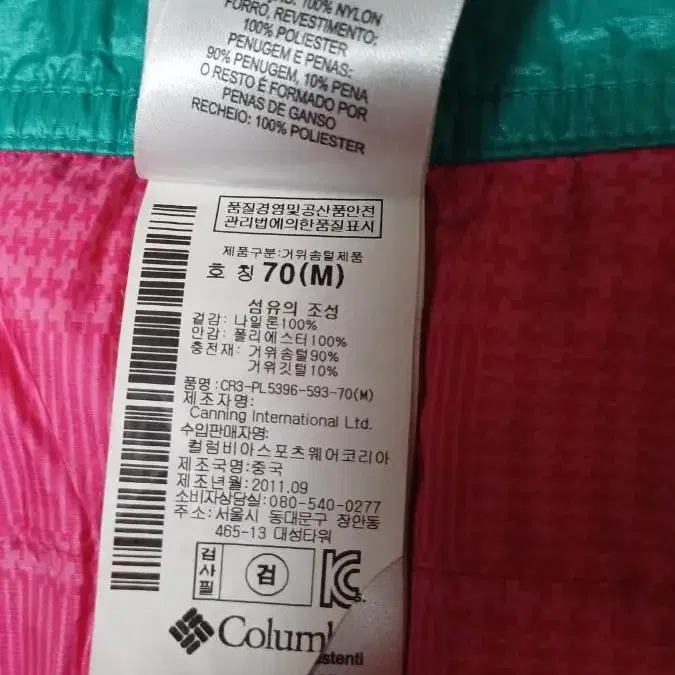 100% NYLON
FORRO, REVESTIMENTO:
100% POLIESTER
PENUGEM E PENAS:
90% PENUGEM, 10% PENA
O RESTO É FORMADO POR
PENAS DE GANSO
RECHEIO: 100% POLIESTER
품질경영및공산품안전
관리법에의한품질표시
제품구분:거위솜털제품
호 칭 70(M)
섬유의 조성
겉감: 나일론100%
안감: 폴리에스터100%
충전재: 거위솜털90%
거위깃털10%
품명:CR3-PL5396-593-70(M)
제조자명:
Canning International Ltd.
수입판매자명:
컬럼비아스포츠웨어코리아
제조국명:중국
제조년월:2011.09
소비자상담실:080-540-0277
주소:서울시 동대문구 장안동
465-13 대성타워
검사필 검
KC
s.
Colum
stenti